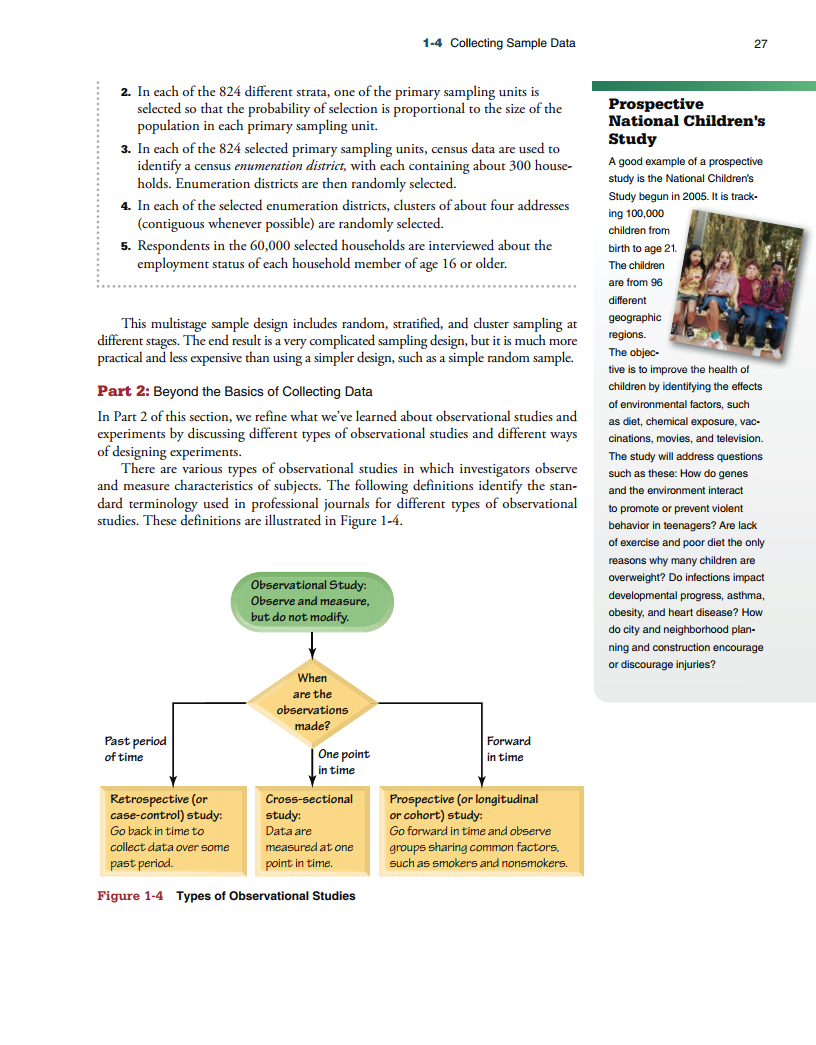 1-4 Collecting Sample Data 27
2. In each of the 824 different strata, one of the primary sampling units is
selected so that the probability of selection is proportional to the size of the
population in each primary sampling unit.
3. In each of the 824 selected primary sampling units, census data are used to
identify a census enumeration district, with each containing about 300 house-
holds. Enumeration districts are then randomly selected.
4. In each of the selected enumeration districts, clusters of about four addresses
(contiguous whenever possible) are randomly selected.
5. Respondents in the 60,000 selected households are interviewed about the
employment status of each household member of age 16 or older.
This multistage sample design includes random, stratified, and cluster sampling at
different stages. The end result is a very complicated sampling design, but it is much more
practical and less expensive than using a simpler design, such as a simple random sample.
Part 2: Beyond the Basics of Collecting Data
In Part 2 of this section, we refine what we’ve learned about observational studies and
experiments by discussing different types of observational studies and different ways
of designing experiments.
There are various types of observational studies in which investigators observe
and measure characteristics of subjects. The following definitions identify the stan-
dard terminology used in professional journals for different types of observational
studies. These definitions are illustrated in Figure 1-4.
Observational Study:
Observe and measure,
but do not modify.
When
are the
observations
made?
Past period
of time
One point
in time
Forward
in time
Retrospective (or
case-control) study:
Go back in time to
collect data over some
past period.
Cross-sectional
study:
Data are
measured at one
point in time.
Prospective (or longitudinal
or cohort) study:
Go forward in time and observe
groups sharing common factors,
such as smokers and nonsmokers.
Figure 1-4 Types of Observational Studies
Prospective
National Children’s
Study
A good example of a prospective
study is the National Children’s
Study begun in 2005. It is track-
ing 100,000
children from
birth to age 21.
The children
are from 96
different
geographic
regions.
The objec-
tive is to improve the health of
children by identifying the effects
of environmental factors, such
as diet, chemical exposure, vac-
cinations, movies, and television.
The study will address questions
such as these: How do genes
and the environment interact
to promote or prevent violent
behavior in teenagers? Are lack
of exercise and poor diet the only
reasons why many children are
overweight? Do infections impact
developmental progress, asthma,
obesity, and heart disease? How
do city and neighborhood plan-
ning and construction encourage
or discourage injuries?